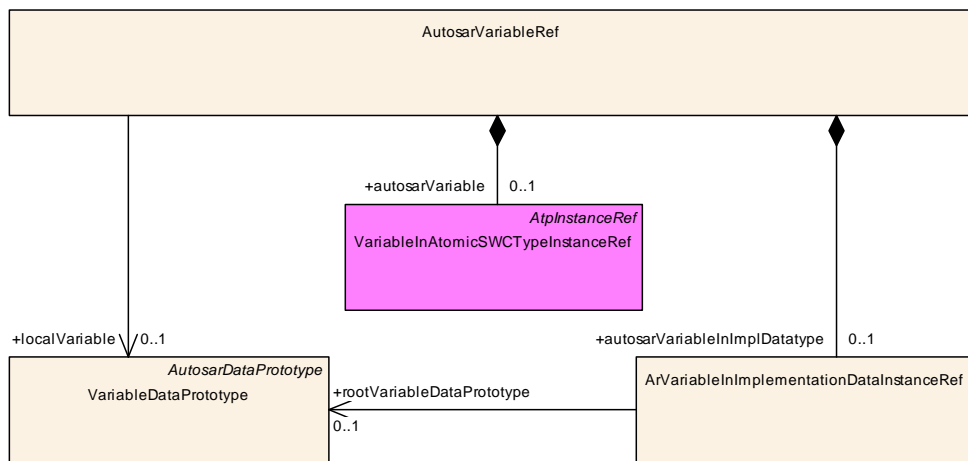 AutosarVariableRef
+autosarVariable 0..1
AtpInstanceRef
VariableInAtomicSWCTypeInstanceRef
+localVariable 0..1
+autosarVariableInImplDatatype 0..1
AutosarDataPrototype
VariableDataPrototype
+rootVariableDataPrototype
0..1
ArVariableInImplementationDataInstanceRef